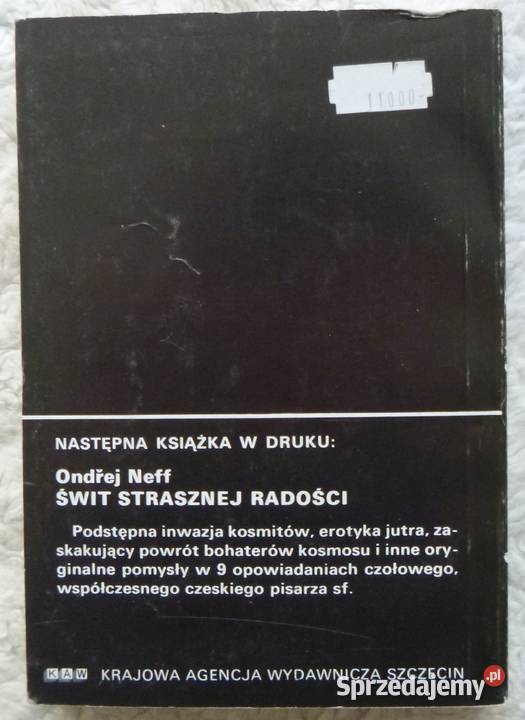 11000-
NASTĘPNA KSIĄŻKA W DRUKU:
Ondřej Neff
ŚWIT STRASZNEJ RADOŚCI
Podstępna inwazja kosmitów, erotyka jutra, za-
skakujący powrót bohaterów kosmosu i inne ory-
ginalne pomysły w 9 opowiadaniach czołowego,
współczesnego czeskiego pisarza sf.
KAW KRAJOWA AGENCJA WYDAWNICZA SZCZECIN
Sprzedajemy.pl